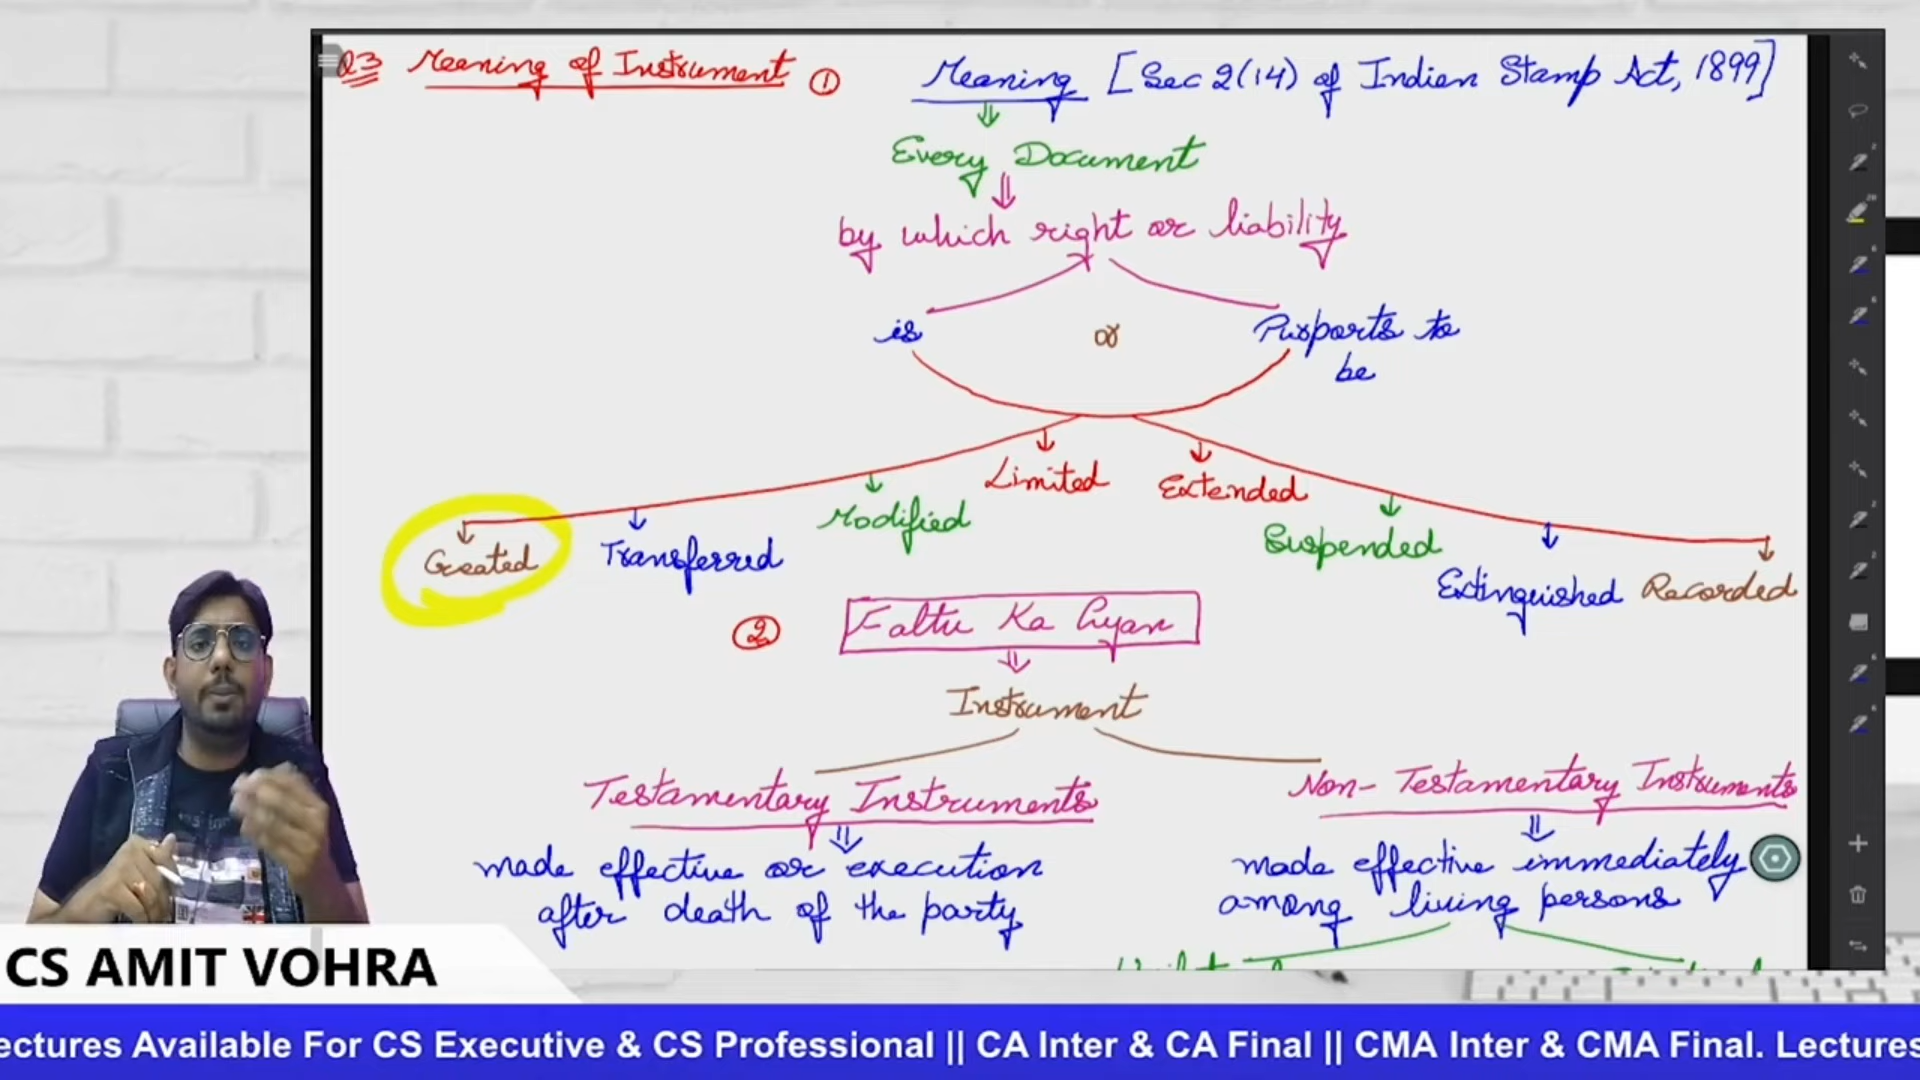 Q3 Meaning of Instrument ① Meaning [Sec 2(14) of Indian Stamp Act, 1899]
Every Document
by which right or liability
is or Purports to
be
Limited Extended
Created Transferred Modified Suspended
Extinguished Recorded
② Faltu Ka Gyan
Instrument
Testamentary Instruments Non-Testamentary Instruments
made effective or execution made effective immediately
after death of the party among living persons
CS AMIT VOHRA
ectures Available For CS Executive & CS Professional || CA Inter & CA Final || CMA Inter & CMA Final. Lectures